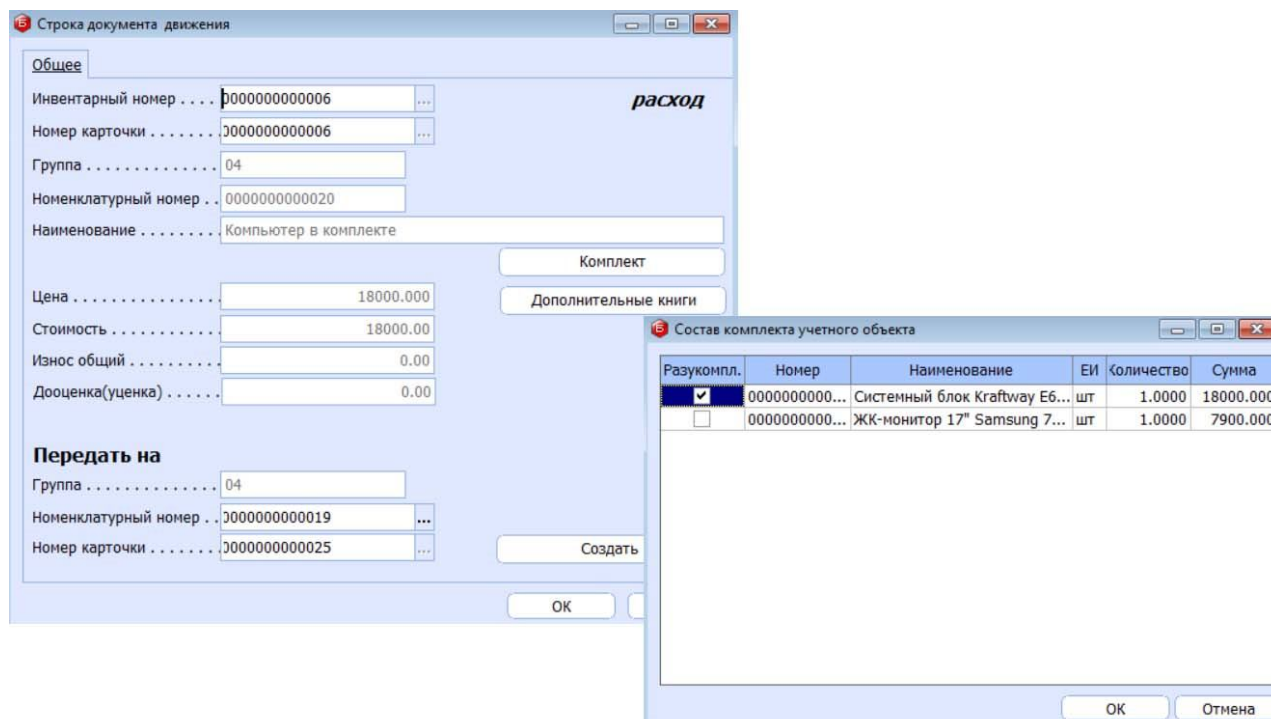 Строка документа движения
Общее
Инвентарный номер . . . . 0000000000006 ...
расход
Номер карточки . . . . . . . . 0000000000006 ...
Группа . . . . . . . . . . . . . . 04
Номенклатурный номер . . 0000000000020
Наименование . . . . . . . . . Компьютер в комплекте
Комплект
Цена . . . . . . . . . . . . . . . . 18000.000
Дополнительные книги
Стоимость . . . . . . . . . . . . 18000.00
Износ общий . . . . . . . . . . 0.00
Дооценка(уценка) . . . . . . 0.00
Передать на
Группа . . . . . . . . . . . . . . 04
Номенклатурный номер . . 0000000000019 ...
Номер карточки . . . . . . . . 0000000000025 ...
Создать
ОК
Состав комплекта учетного объекта
Разукомпл. Номер Наименование ЕИ Количество Сумма
0000000000... Системный блок Kraftway E6... шт 1.0000 18000.000
0000000000... ЖК-монитор 17" Samsung 7... шт 1.0000 7900.000
ОК Отмена